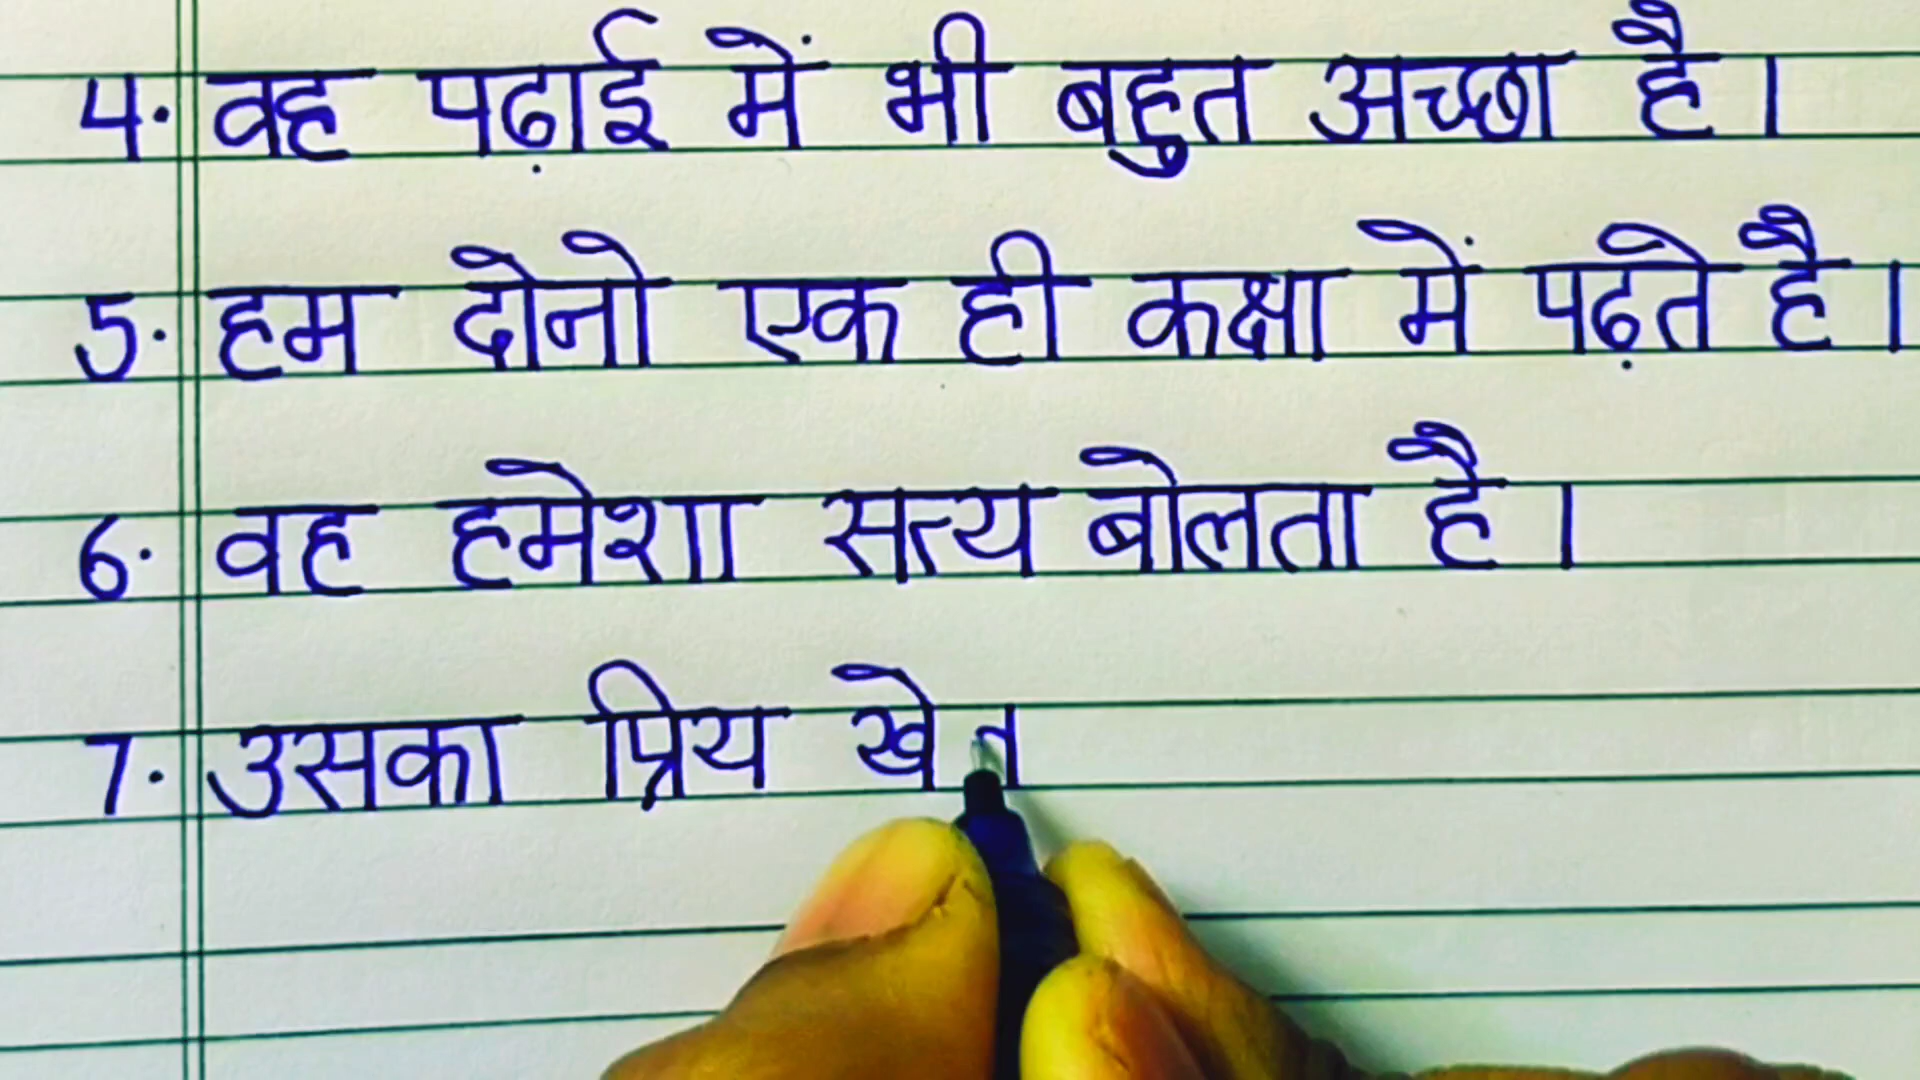 4. वह पढ़ाई में भी बहुत अच्छा है।
5. हम दोनो एक ही कक्षा में पढ़ते है।
6. वह हमेशा सत्य बोलता है।
7. उसका प्रिय